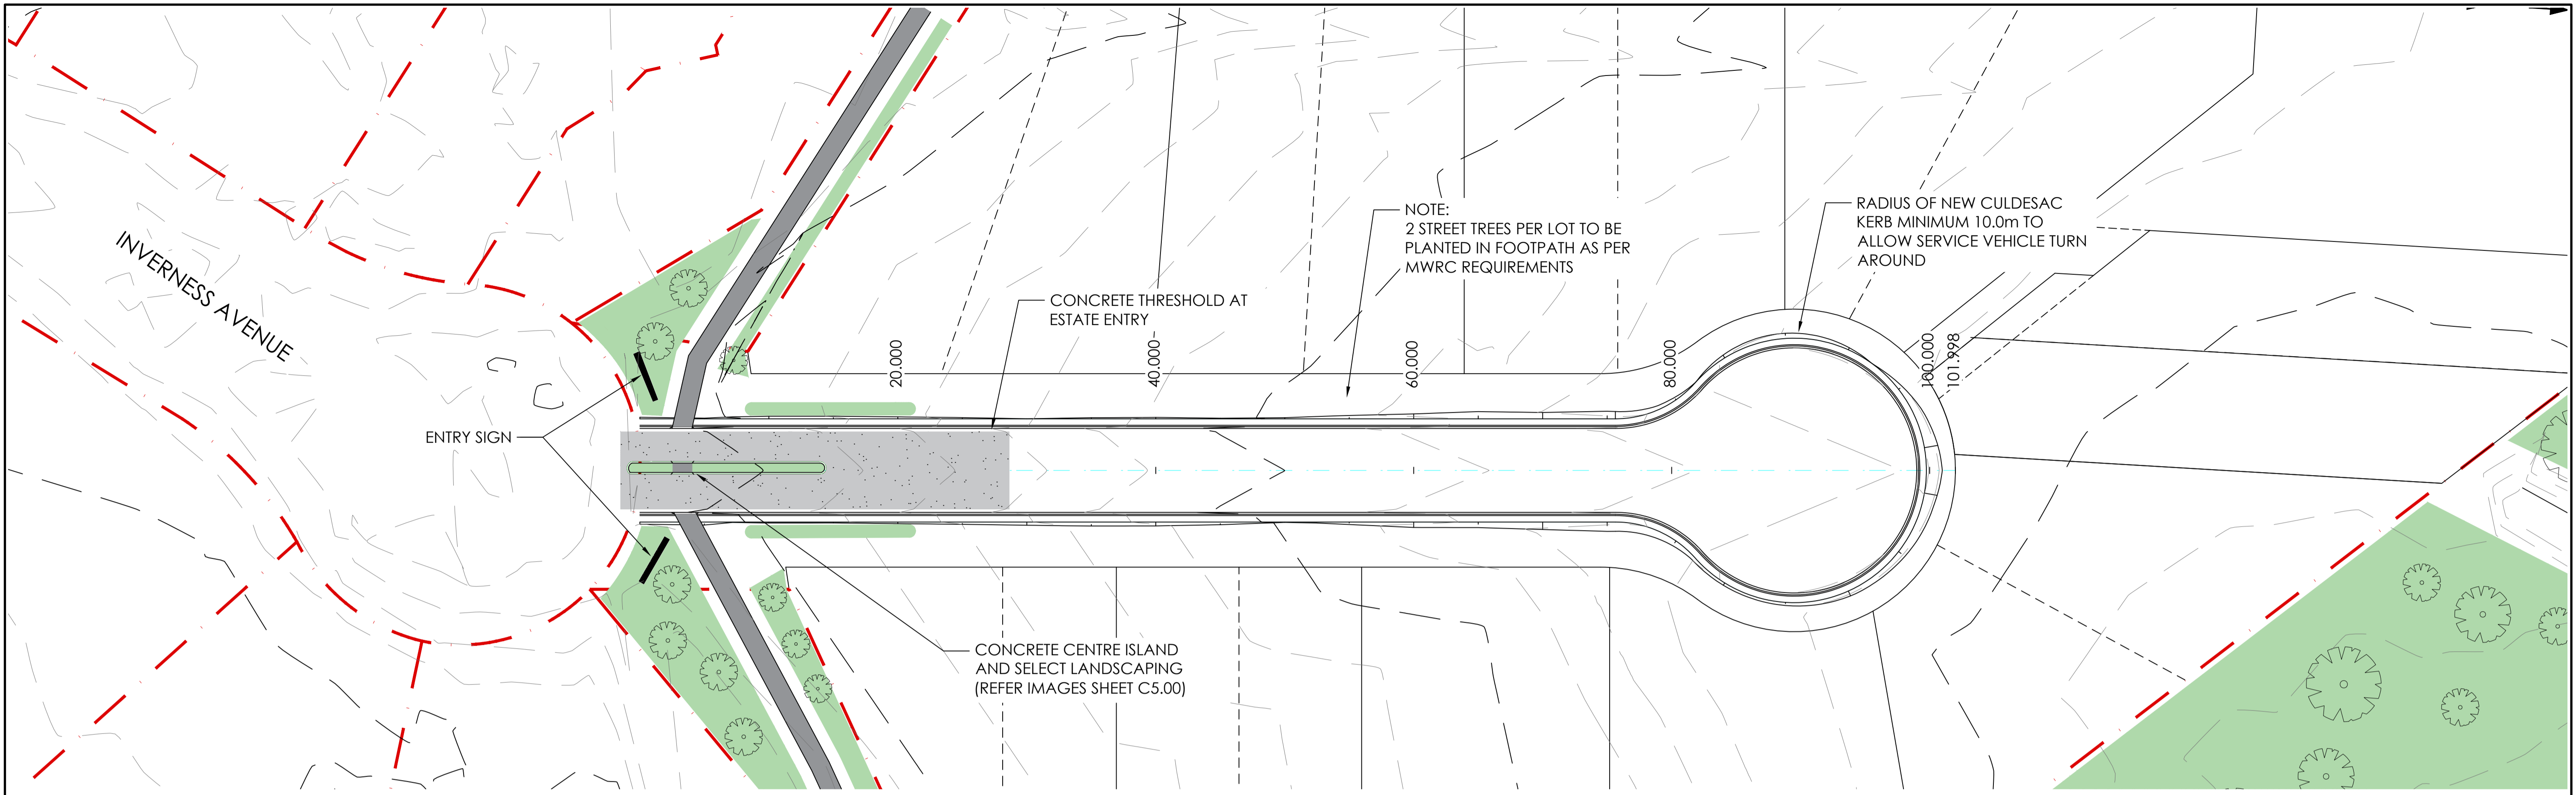 INVERNESS AVENUE
ENTRY SIGN
CONCRETE THRESHOLD AT
ESTATE ENTRY
NOTE:
2 STREET TREES PER LOT TO BE
PLANTED IN FOOTPATH AS PER
MWRC REQUIREMENTS
RADIUS OF NEW CULDESAC
KERB MINIMUM 10.0m TO
ALLOW SERVICE VEHICLE TURN
AROUND
20.000
40.000
60.000
80.000
100.000
101.998
CONCRETE CENTRE ISLAND
AND SELECT LANDSCAPING
(REFER IMAGES SHEET C5.00)